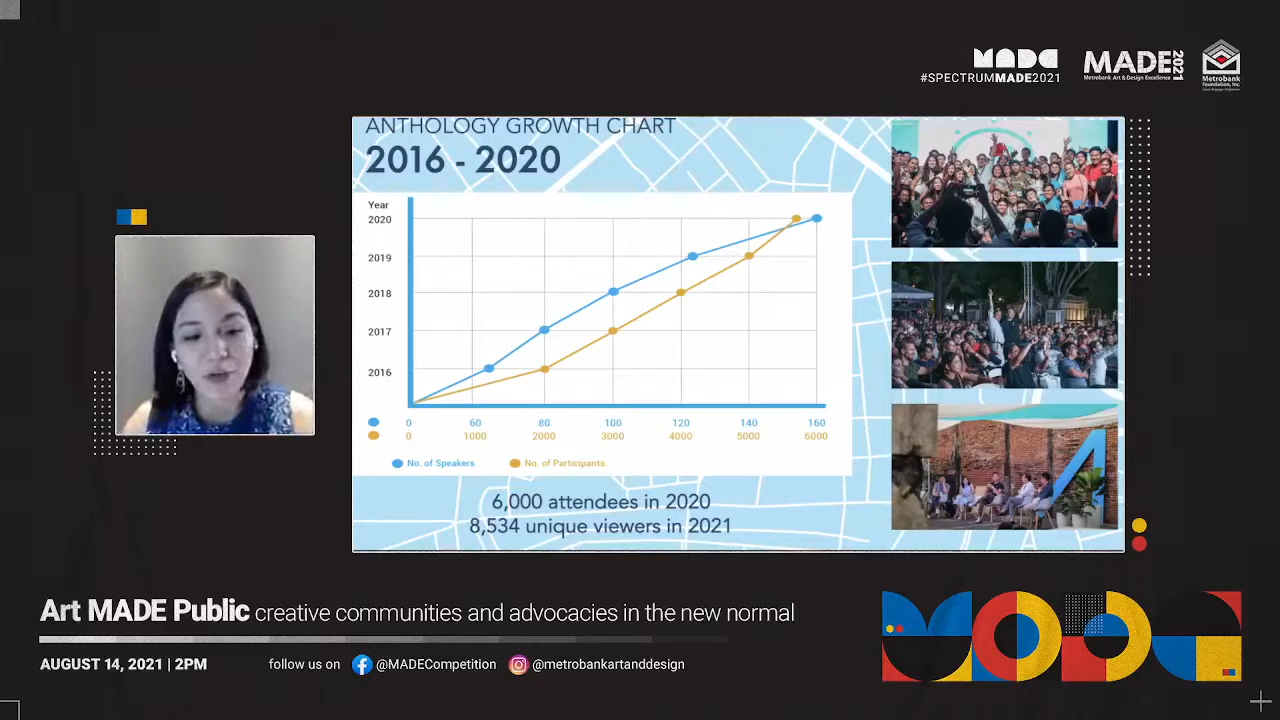 MADE
#SPECTRUMMADE2021
MADE 2021
Metrobank Art & Design Excellence
Metrobank
Foundation, Inc.
ANTHOLOGY GROWTH CHART
2016 - 2020
Year
2020
2019
2018
2017
2016
0 60 80 100 120 140 160
0 1000 2000 3000 4000 5000 6000
No. of Speakers No. of Participants
6,000 attendees in 2020
8,534 unique viewers in 2021
Art MADE Public creative communities and advocacies in the new normal
AUGUST 14, 2021 | 2PM follow us on @MADECompetition @metrobankartanddesign
MADE